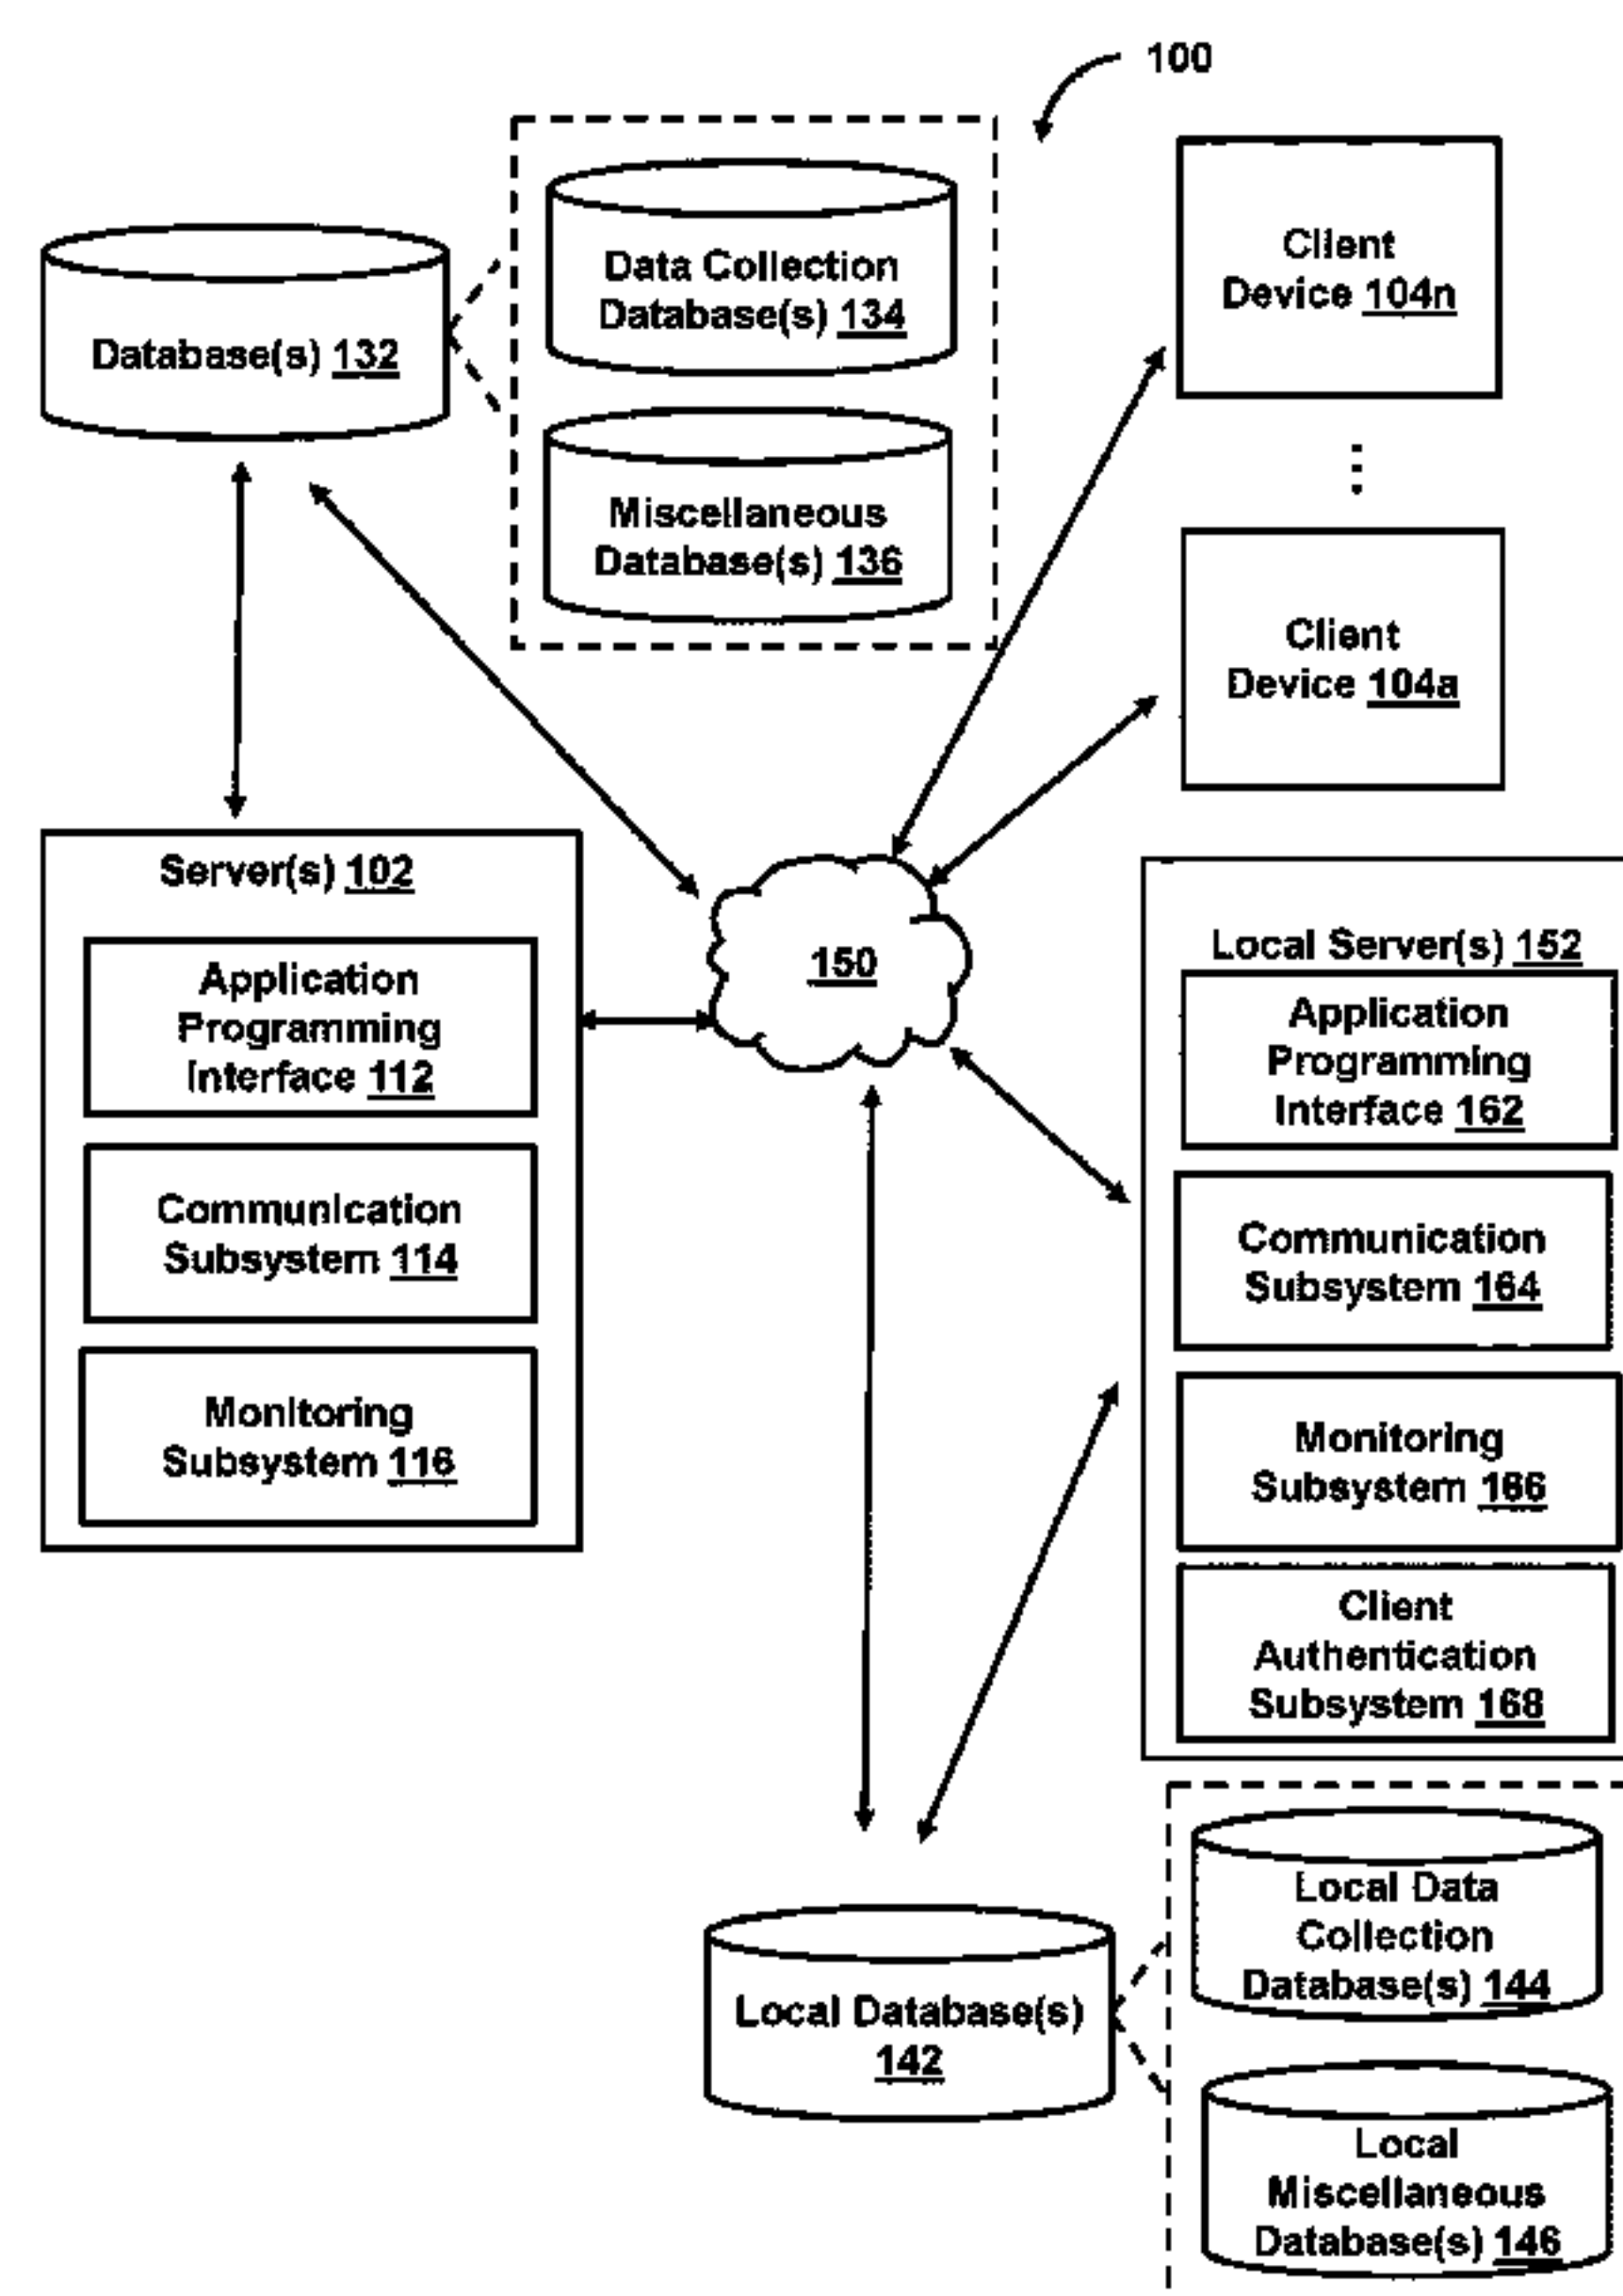 100
Database(s) 132
Data Collection
Database(s) 134
Miscellaneous
Database(s) 136
Client
Device 104n
Client
Device 104a
Server(s) 102
Application
Programming
Interface 112
Communication
Subsystem 114
Monitoring
Subsystem 116
150
Local Server(s) 152
Application
Programming
Interface 162
Communication
Subsystem 164
Monitoring
Subsystem 166
Client
Authentication
Subsystem 168
Local Database(s)
142
Local Data
Collection
Database(s) 144
Local
Miscellaneous
Database(s) 146